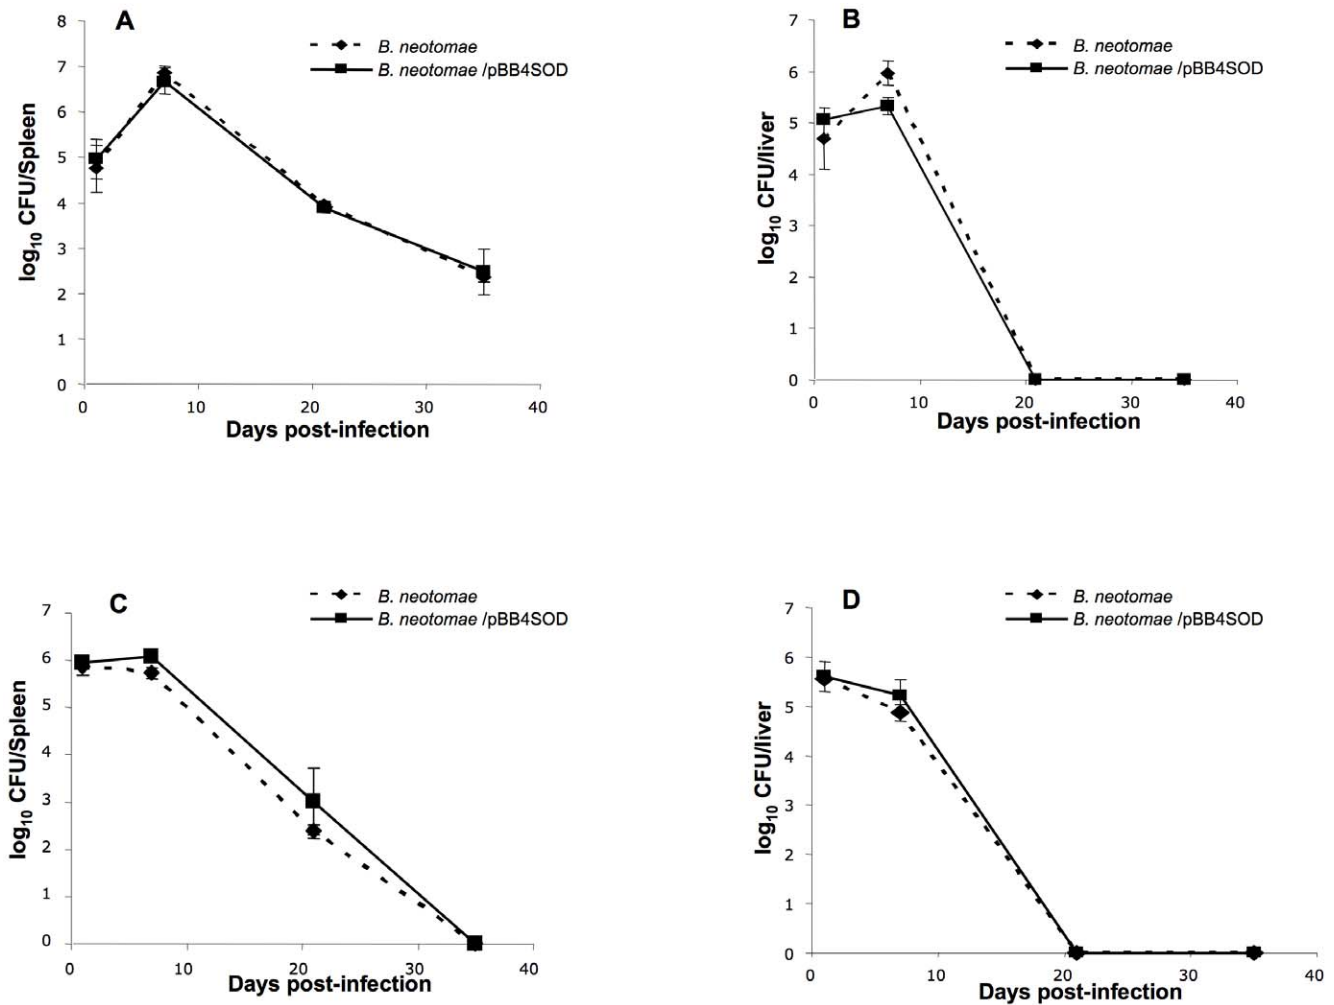 A
B. neotomae
B. neotomae /pBB4SOD
8
7
6
5
4
3
2
1
0
log10 CFU/Spleen
0 10 20 30 40
Days post-infection
B
B. neotomae
B. neotomae /pBB4SOD
7
6
5
4
3
2
1
0
log10 CFU/liver
0 10 20 30 40
Days post-infection
C
B. neotomae
B. neotomae /pBB4SOD
7
6
5
4
3
2
1
0
log10 CFU/Spleen
0 10 20 30 40
Days post-infection
D
B. neotomae
B. neotomae /pBB4SOD
7
6
5
4
3
2
1
0
log10 CFU/liver
0 10 20 30 40
Days post-infection